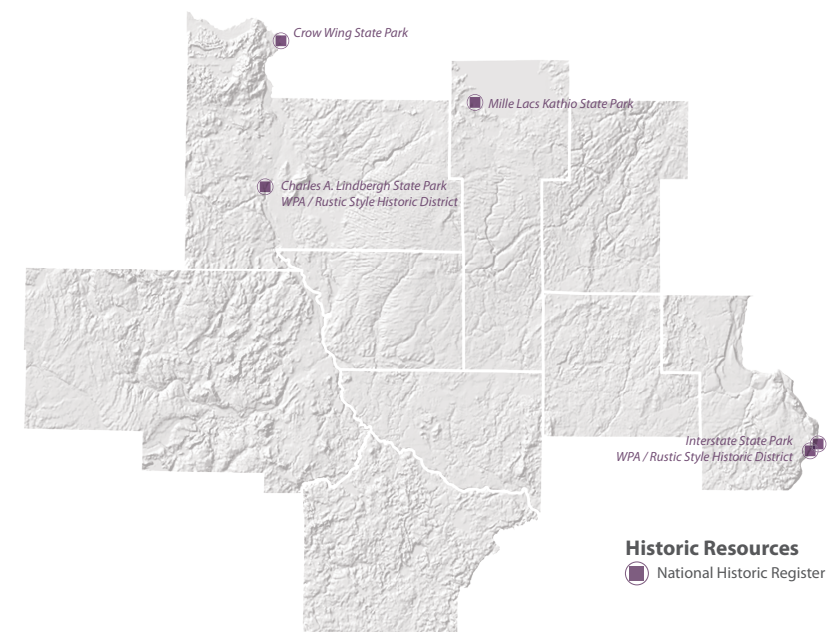 Crow Wing State Park
Mille Lacs Kathio State Park
Charles A. Lindbergh State Park
WPA / Rustic Style Historic District
Interstate State Park
WPA / Rustic Style Historic District
Historic Resources
National Historic Register